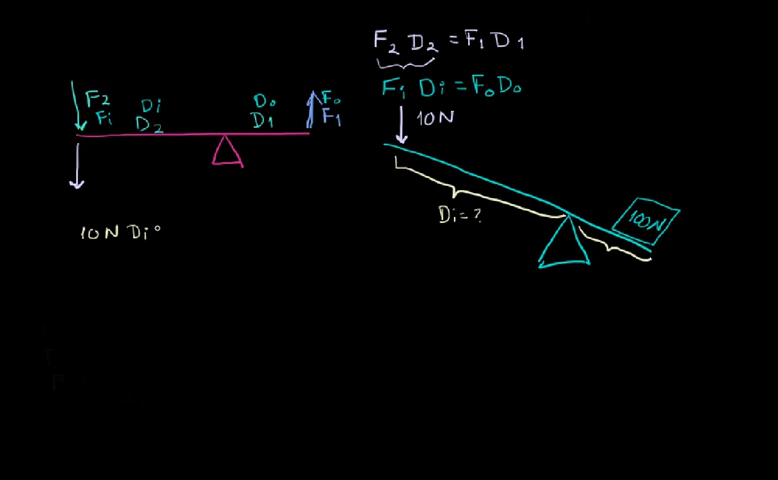 F₂ D₂ = F₁ D₁
Fᵢ Dᵢ = Fₒ Dₒ
10N
F₂ Dᵢ Dₒ Fₒ
Fᵢ D₂ D₁ F₁
Dᵢ = ?
100N
10N Dᵢ